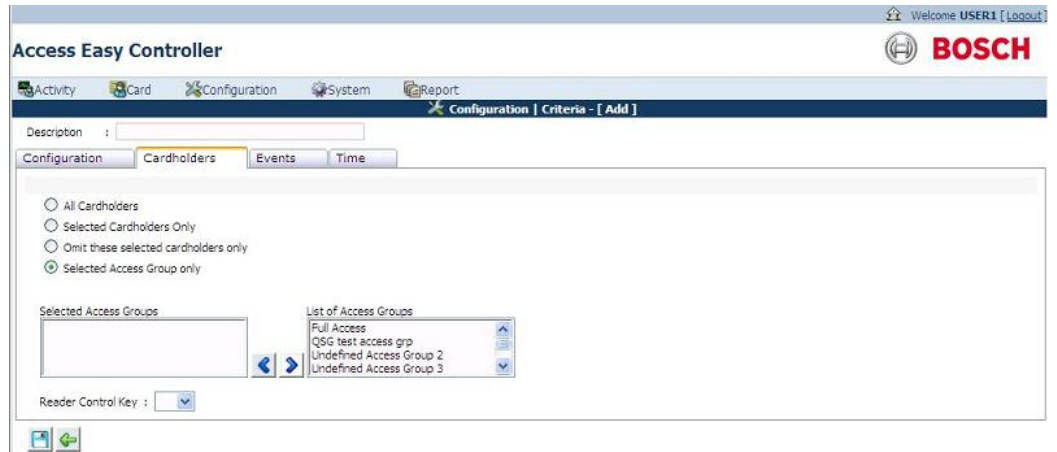 Welcome USER1 [ Logout ]
Access Easy Controller
BOSCH
Activity Card Configuration System Report
Configuration | Criteria - [ Add ]
Description :
Configuration Cardholders Events Time
All Cardholders
Selected Cardholders Only
Omit these selected cardholders only
Selected Access Group only
Selected Access Groups List of Access Groups
Full Access
QSG test access grp
Undefined Access Group 2
Undefined Access Group 3
Reader Control Key :